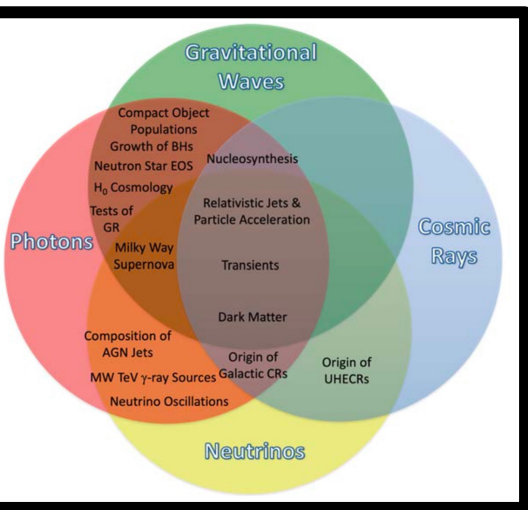 Gravitational
Waves
Compact Object
Populations
Growth of BHs
Neutron Star EOS
Nucleosynthesis
H₀ Cosmology
Relativistic Jets &
Particle Acceleration
Tests of
GR
Photons
Cosmic
Rays
Milky Way
Supernova
Transients
Dark Matter
Composition of
AGN Jets
Origin of
Galactic CRs
Origin of
UHECRs
MW TeV γ-ray Sources
Neutrino Oscillations
Neutrinos